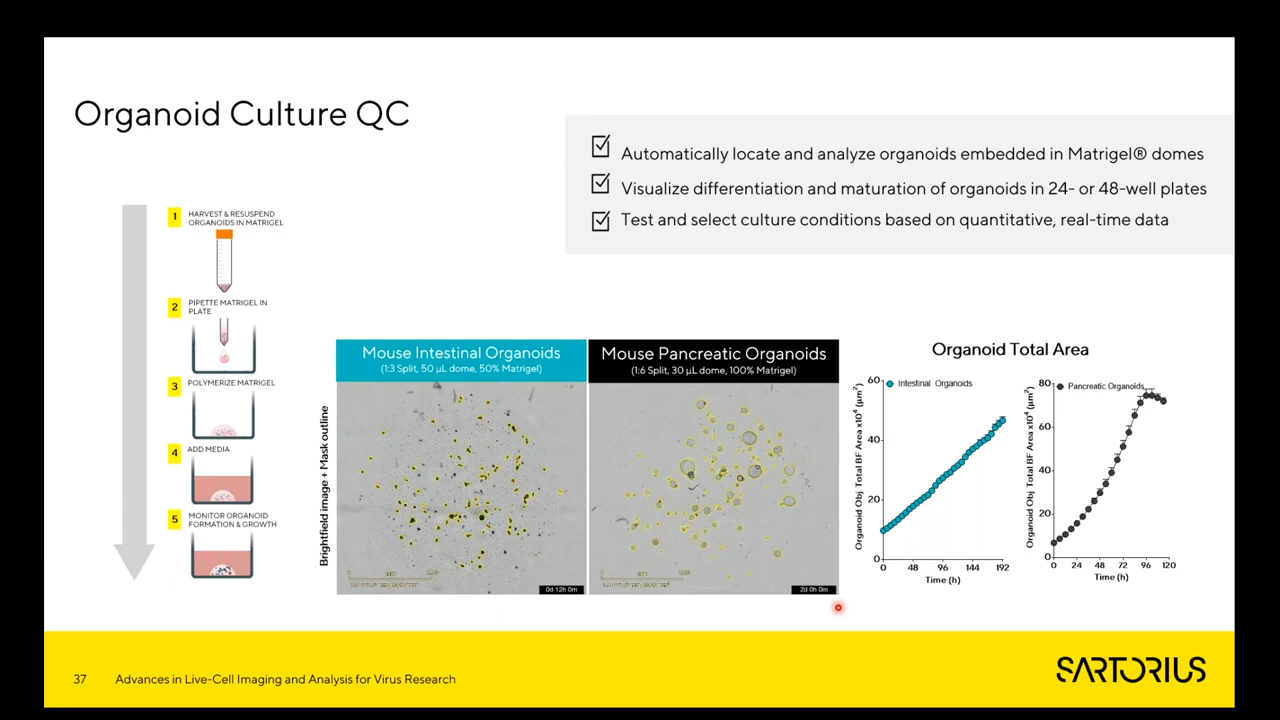 Organoid Culture QC
Automatically locate and analyze organoids embedded in Matrigel® domes
Visualize differentiation and maturation of organoids in 24- or 48-well plates
Test and select culture conditions based on quantitative, real-time data
1
HARVEST & RESUSPEND
ORGANOIDS IN MATRIGEL
2
PIPETTE MATRIGEL IN
PLATE
3
POLYMERIZE MATRIGEL
4
ADD MEDIA
5
MONITOR ORGANOID
FORMATION & GROWTH
Brightfield image + Mask outline
Mouse Intestinal Organoids
(1:3 Split, 50 µL dome, 50% Matrigel)
0d 12h 0m
Mouse Pancreatic Organoids
(1:6 Split, 30 µL dome, 100% Matrigel)
2d 0h 0m
Organoid Total Area
Organoid Obj Total BF Area x10⁴ (µm²)
60
40
20
0
Intestinal Organoids
0 48 96 144 192
Time (h)
Organoid Obj Total BF Area x10⁴ (µm²)
80
60
40
20
0
Pancreatic Organoids
0 24 48 72 96 120
Time (h)
37 Advances in Live-Cell Imaging and Analysis for Virus Research
SARTORIUS